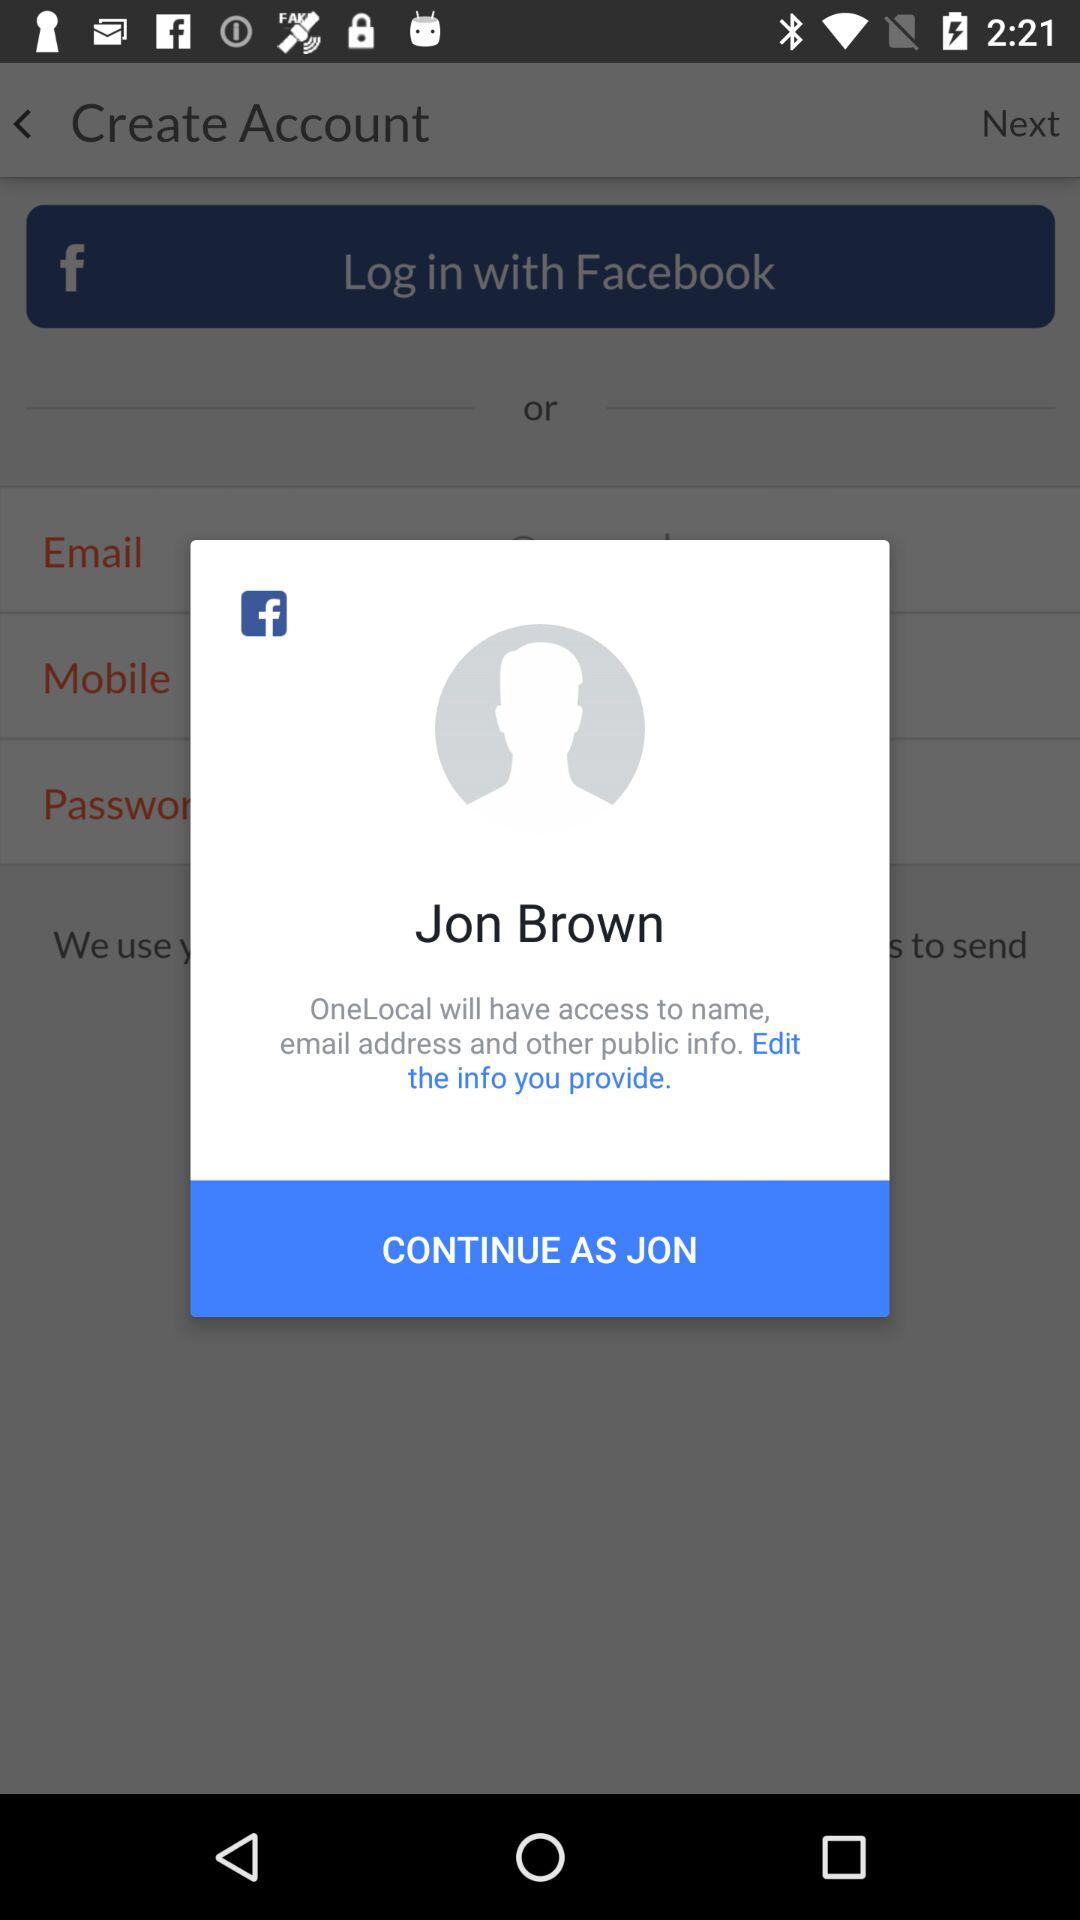 FAKE
2:21
Create Account
Next
f
Log in with Facebook
or
Email
Mobile
We use
s to send
Jon Brown
OneLocal will have access to name,
email address and other public info. Edit
the info you provide.
CONTINUE AS JON